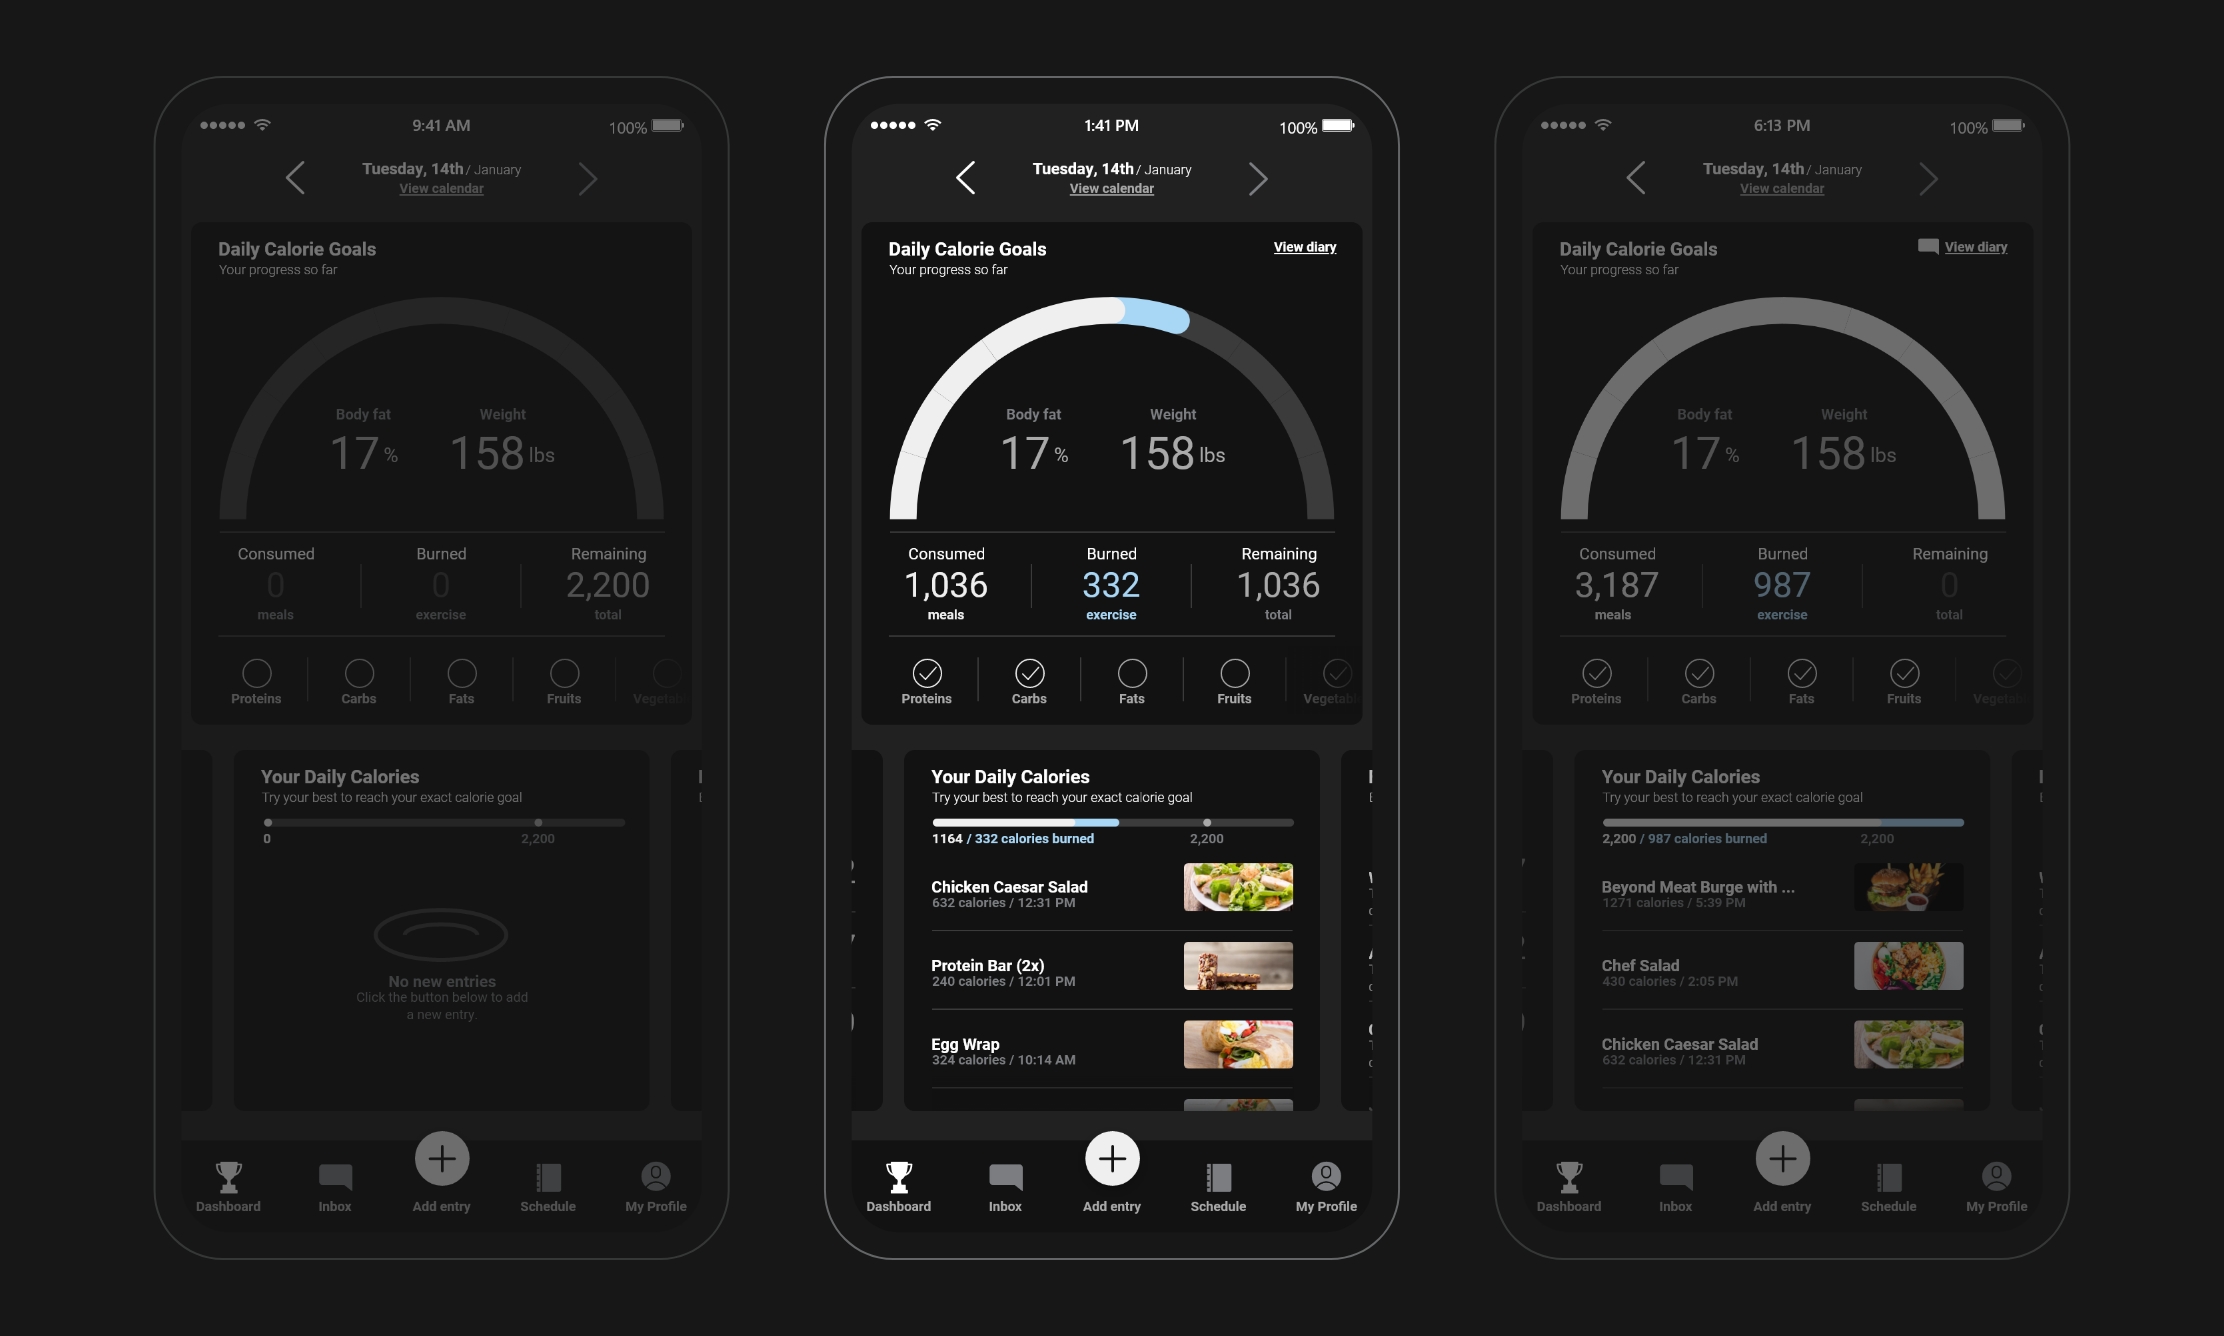 9:41 AM
100%
Tuesday, 14th / January
View calendar
Daily Calorie Goals
Your progress so far
Body fat
Weight
17 %
158 lbs
Consumed
Burned
Remaining
0
0
2,200
meals
exercise
total
Proteins
Carbs
Fats
Fruits
Your Daily Calories
Try your best to reach your exact calorie goal
0
2,200
No new entries
Click the button below to add
a new entry.
Dashboard
Inbox
Add entry
Schedule
My Profile
1:41 PM
100%
Tuesday, 14th / January
View calendar
Daily Calorie Goals
View diary
Your progress so far
Body fat
Weight
17 %
158 lbs
Consumed
Burned
Remaining
1,036
332
1,036
meals
exercise
total
Proteins
Carbs
Fats
Fruits
Your Daily Calories
Try your best to reach your exact calorie goal
1164 / 332 calories burned
2,200
Chicken Caesar Salad
632 calories / 12:31 PM
Protein Bar (2x)
240 calories / 12:01 PM
Egg Wrap
324 calories / 10:14 AM
Dashboard
Inbox
Add entry
Schedule
My Profile
6:13 PM
100%
Tuesday, 14th / January
View calendar
Daily Calorie Goals
View diary
Your progress so far
Body fat
Weight
17 %
158 lbs
Consumed
Burned
Remaining
3,187
987
0
meals
exercise
total
Proteins
Carbs
Fats
Fruits
Your Daily Calories
Try your best to reach your exact calorie goal
2,200 / 987 calories burned
2,200
Beyond Meat Burge with ...
1271 calories / 5:39 PM
Chef Salad
430 calories / 2:05 PM
Chicken Caesar Salad
632 calories / 12:31 PM
Dashboard
Inbox
Add entry
Schedule
My Profile